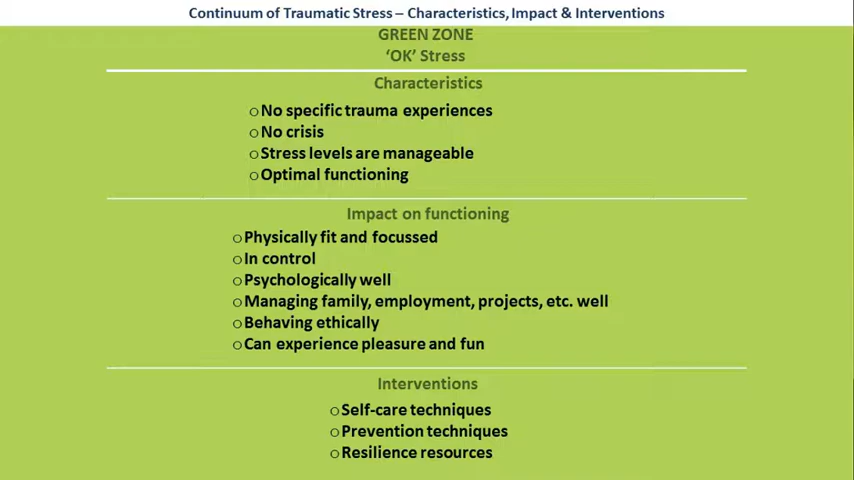 Continuum of Traumatic Stress – Characteristics, Impact & Interventions
GREEN ZONE
‘OK’ Stress
Characteristics
o No specific trauma experiences
o No crisis
o Stress levels are manageable
o Optimal functioning
Impact on functioning
o Physically fit and focussed
o In control
o Psychologically well
o Managing family, employment, projects, etc. well
o Behaving ethically
o Can experience pleasure and fun
Interventions
o Self-care techniques
o Prevention techniques
o Resilience resources